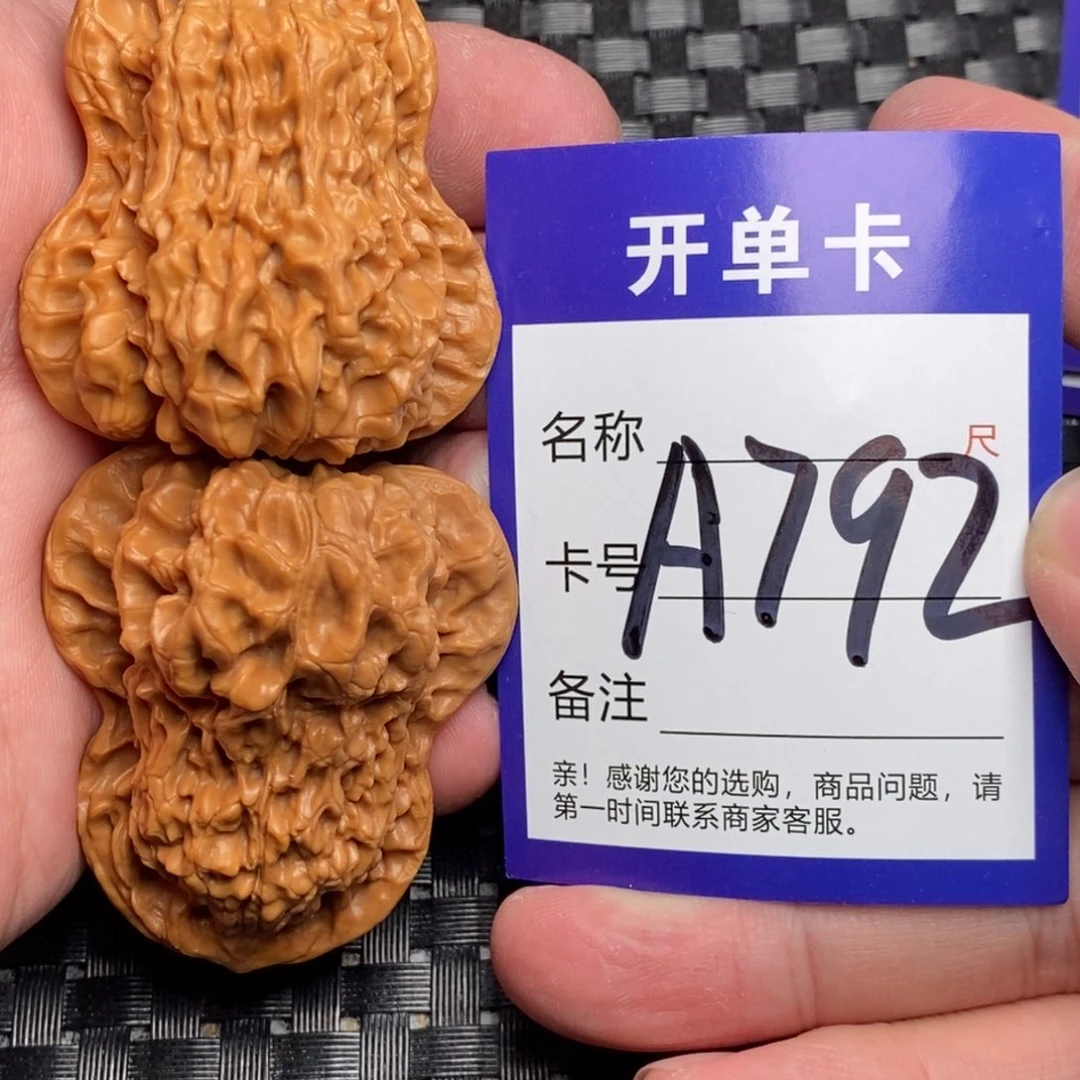 开单卡
名称
尺
A792
卡号
备注
亲！感谢您的选购，商品问题，请
第一时间联系商家客服。